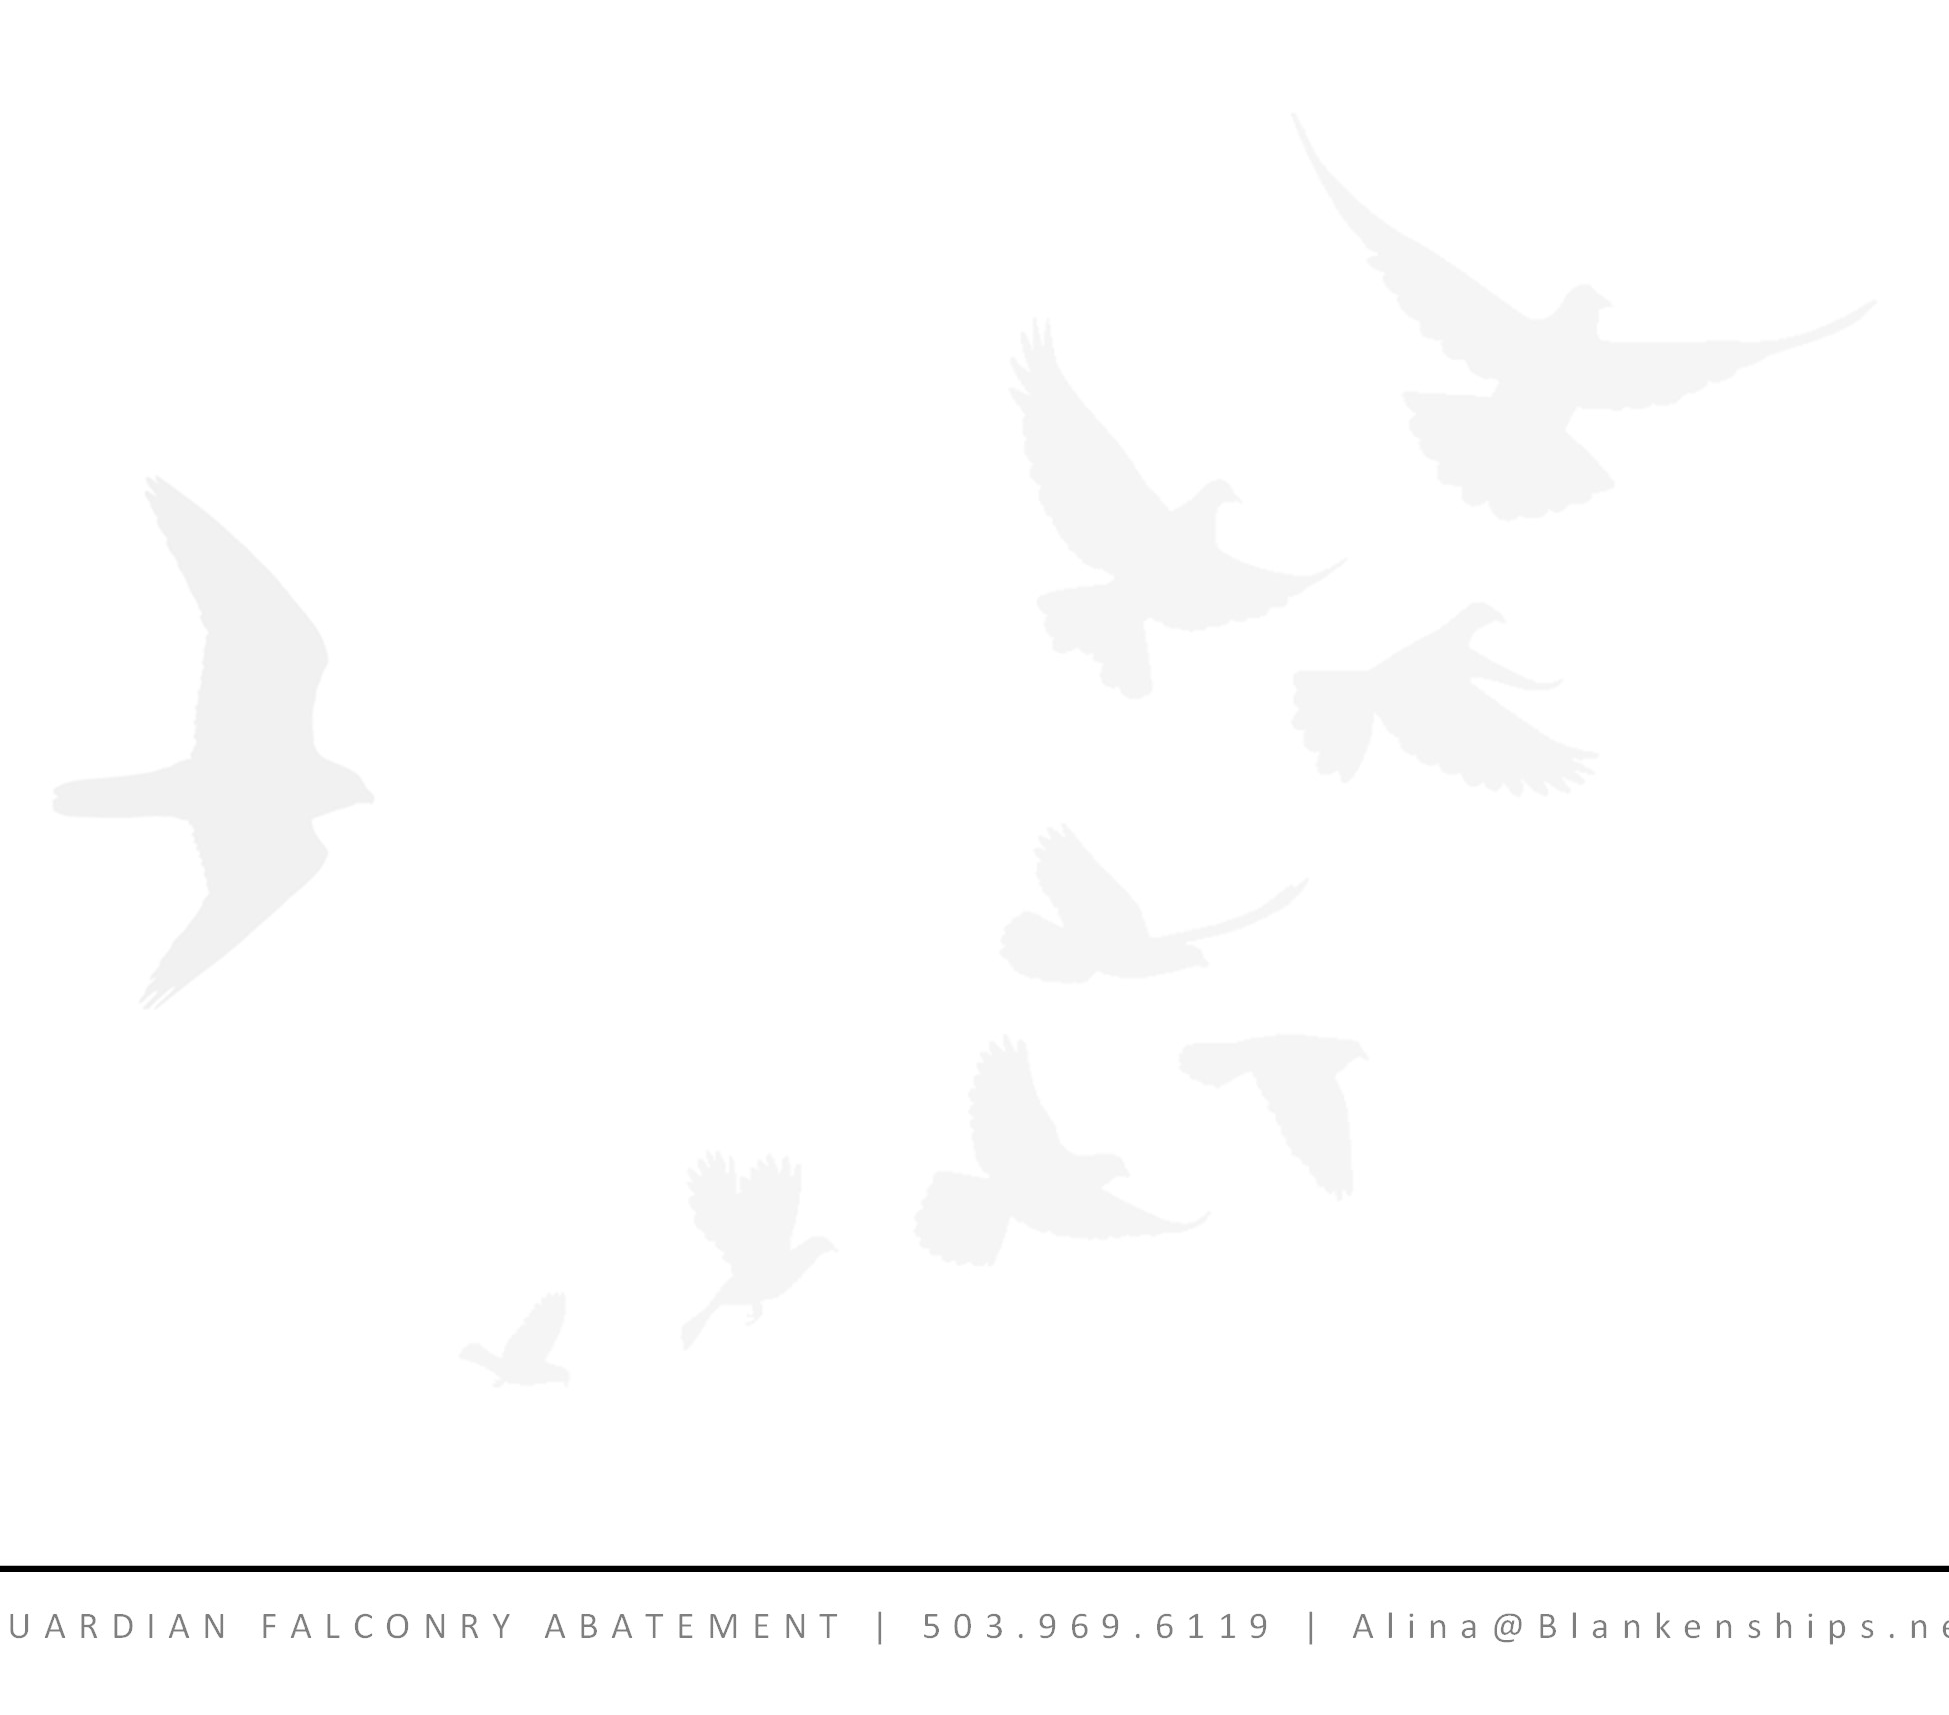 UARDIAN FALCONRY ABATEMENT | 503.969.6119 | Alina@Blankenships.ne